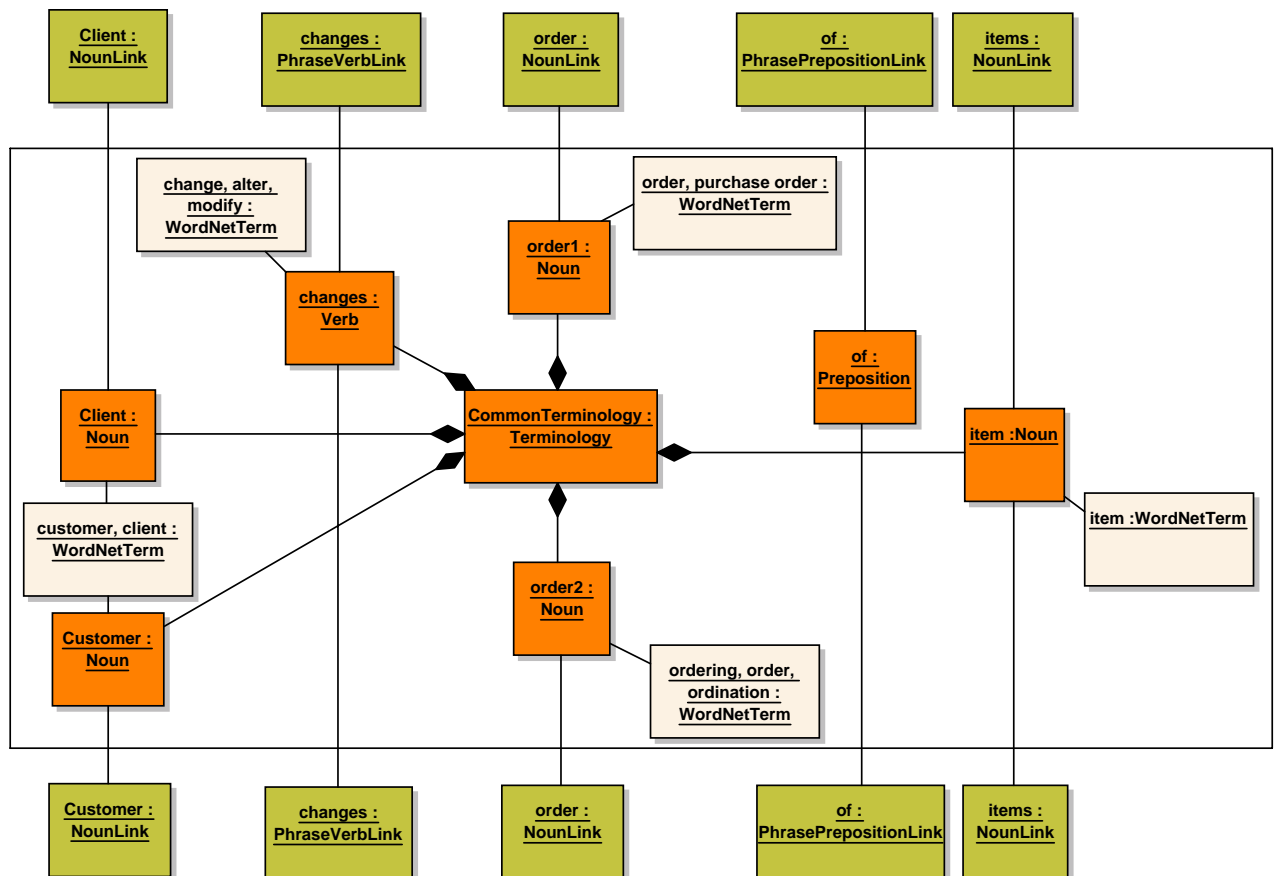 Client :
NounLink
changes :
PhraseVerbLink
order :
NounLink
of :
PhrasePrepositionLink
items :
NounLink
change, alter,
modify :
WordNetTerm
order, purchase order :
WordNetTerm
order1 :
Noun
changes :
Verb
of :
Preposition
Client :
Noun
CommonTerminology :
Terminology
item :Noun
customer, client :
WordNetTerm
item :WordNetTerm
order2 :
Noun
Customer :
Noun
ordering, order,
ordination :
WordNetTerm
Customer :
NounLink
changes :
PhraseVerbLink
order :
NounLink
of :
PhrasePrepositionLink
items :
NounLink